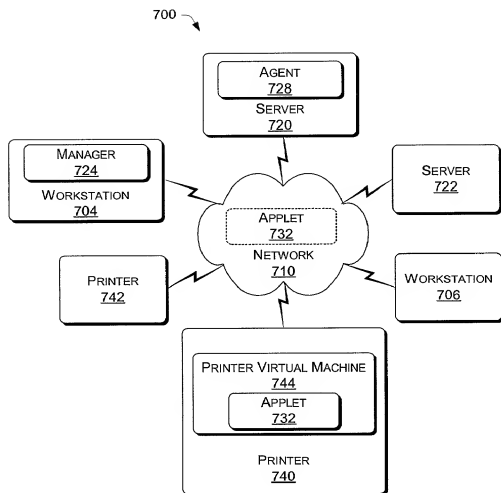 700
AGENT
728
SERVER
720
MANAGER
724
WORKSTATION
704
SERVER
722
APPLET
732
NETWORK
710
PRINTER
742
WORKSTATION
706
PRINTER VIRTUAL MACHINE
744
APPLET
732
PRINTER
740